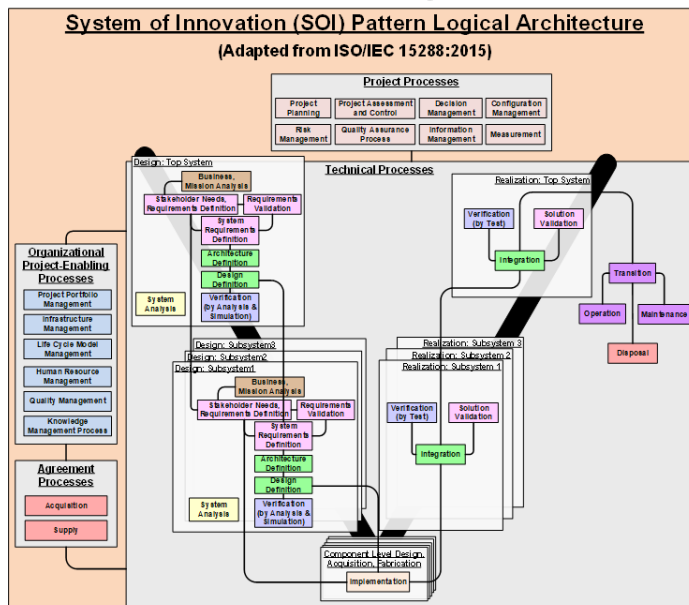 System of Innovation (SOI) Pattern Logical Architecture
(Adapted from ISO/IEC 15288:2015)
Project Processes
Project
Planning
Project Assessment
and Control
Decision
Management
Configuration
Management
Risk
Management
Quality Assurance
Process
Information
Management
Measurement
Technical Processes
Design: Top System
Business,
Mission Analysis
Stakeholder Needs,
Requirements Definition
Requirements
Validation
System
Requirements
Definition
Architecture
Definition
Design
Definition
System
Analysis
Verification
(by Analysis &
Simulation)
Realization: Top System
Verification
(by Test)
Solution
Validation
Integration
Transition
Operation
Maintenance
Disposal
Organizational
Project-Enabling
Processes
Project Portfolio
Management
Infrastructure
Management
Life Cycle Model
Management
Human Resource
Management
Quality Management
Knowledge
Management Process
Agreement
Processes
Acquisition
Supply
Design: Subsystem3
Design: Subsystem2
Design: Subsystem1
Business,
Mission Analysis
Stakeholder Needs,
Requirements Definition
Requirements
Validation
System
Requirements
Definition
Architecture
Definition
Design
Definition
System
Analysis
Verification
(by Analysis &
Simulation)
Realization: Subsystem 3
Realization: Subsystem 2
Realization: Subsystem 1
Verification
(by Test)
Solution
Validation
Integration
Component Level Design,
Acquisition, Fabrication
Implementation